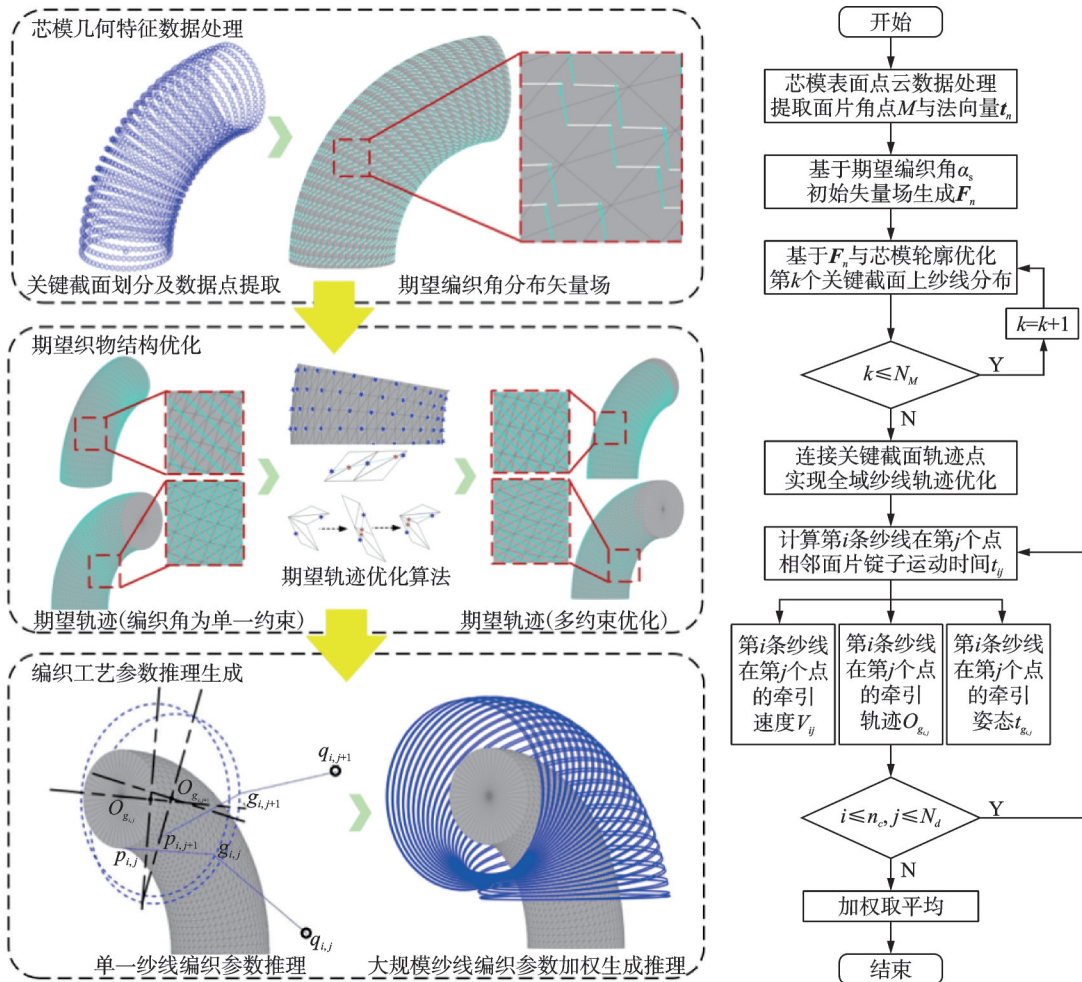 芯模几何特征数据处理
关键截面划分及数据点提取
期望编织角分布矢量场
期望织物结构优化
期望轨迹优化算法
期望轨迹(编织角为单一约束)
期望轨迹(多约束优化)
编织工艺参数推理生成
q_{i,j+1}
O_{g_{i,j+1}}
g_{i,j+1}
O_{g_{i,j}}
p_{i,j+1}
p_{i,j}
g_{i,j}
q_{i,j}
单一纱线编织参数推理
大规模纱线编织参数加权生成推理
开始
芯模表面点云数据处理
提取面片角点M与法向量t_n
基于期望编织角α_s
初始失量场生成F_n
基于F_n与芯模轮廓优化
第k个关键截面上纱线分布
k=k+1
k≤N_M
Y
N
连接关键截面轨迹点
实现全域纱线轨迹优化
计算第i条纱线在第j个点
相邻面片锭子运动时间t_{ij}
第i条纱线
在第j个点
的牵引
速度V_{ij}
第i条纱线
在第j个点
的牵引
轨迹O_{g_{i,j}}
第i条纱线
在第j个点
的牵引
姿态t_{g_{i,j}}
i≤n_c, j≤N_d
Y
N
加权取平均
结束